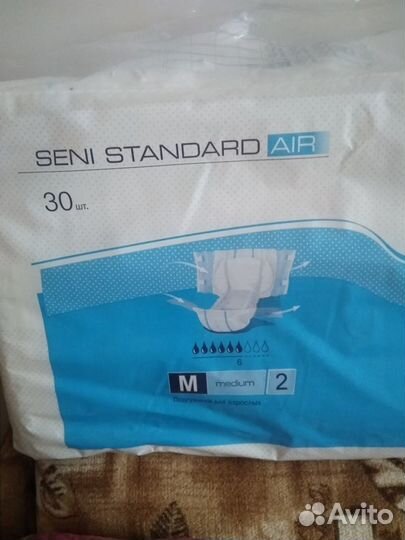 SENI STANDARD AIR
30 шт.
6
M medium 2
Подгузники для взрослых
Avito